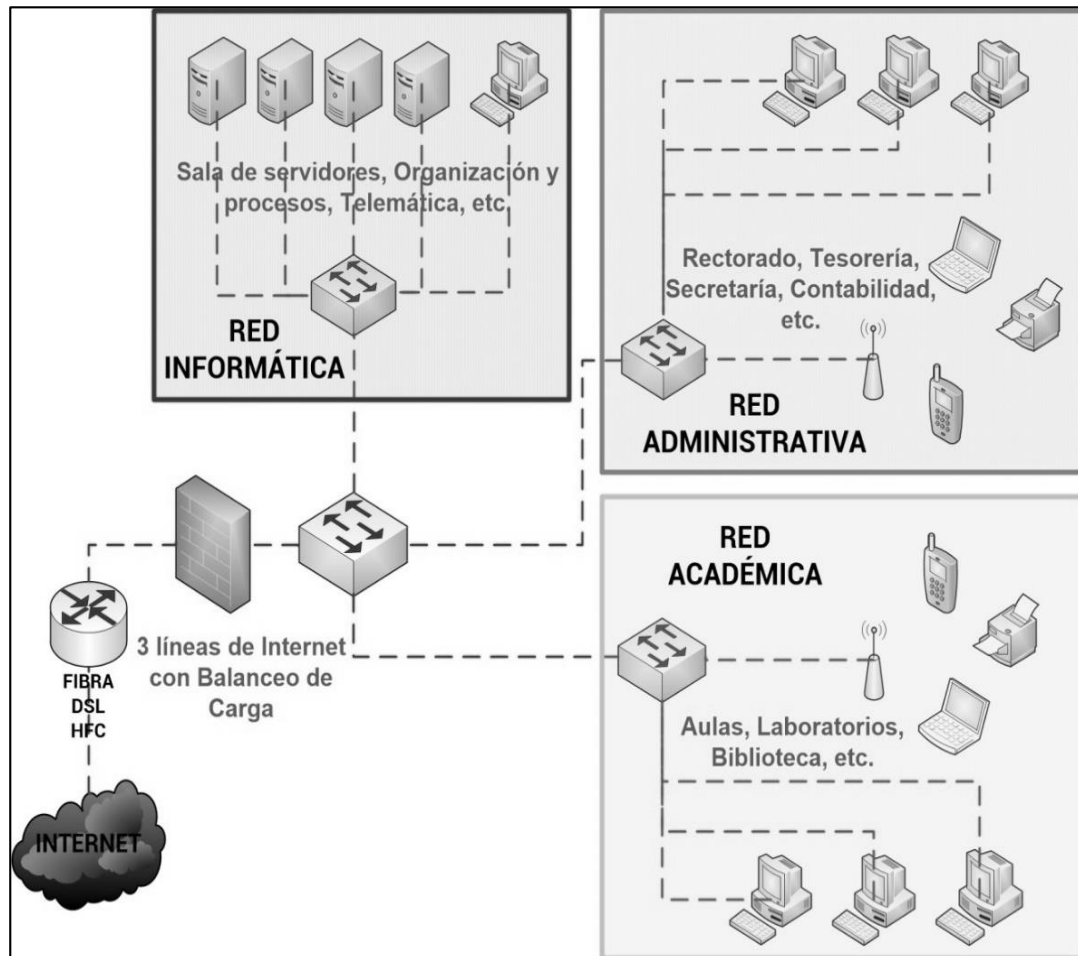 Sala de servidores, Organización y
procesos, Telemática, etc
RED
INFORMÁTICA
Rectorado, Tesorería,
Secretaría, Contabilidad,
etc.
RED
ADMINISTRATIVA
RED
ACADÉMICA
Aulas, Laboratorios,
Biblioteca, etc.
3 líneas de Internet
con Balanceo de
Carga
FIBRA
DSL
HFC
INTERNET